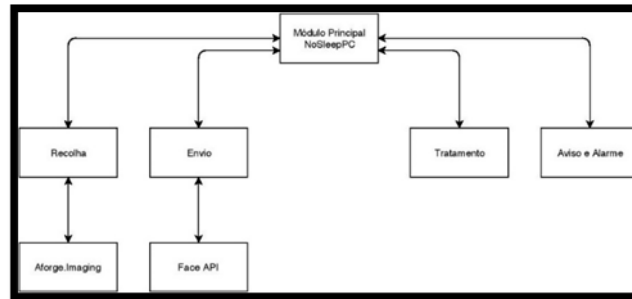 Módulo Principal
NoSleepPC
Recolha
Envio
Tratamento
Aviso e Alarme
Aforge.Imaging
Face API